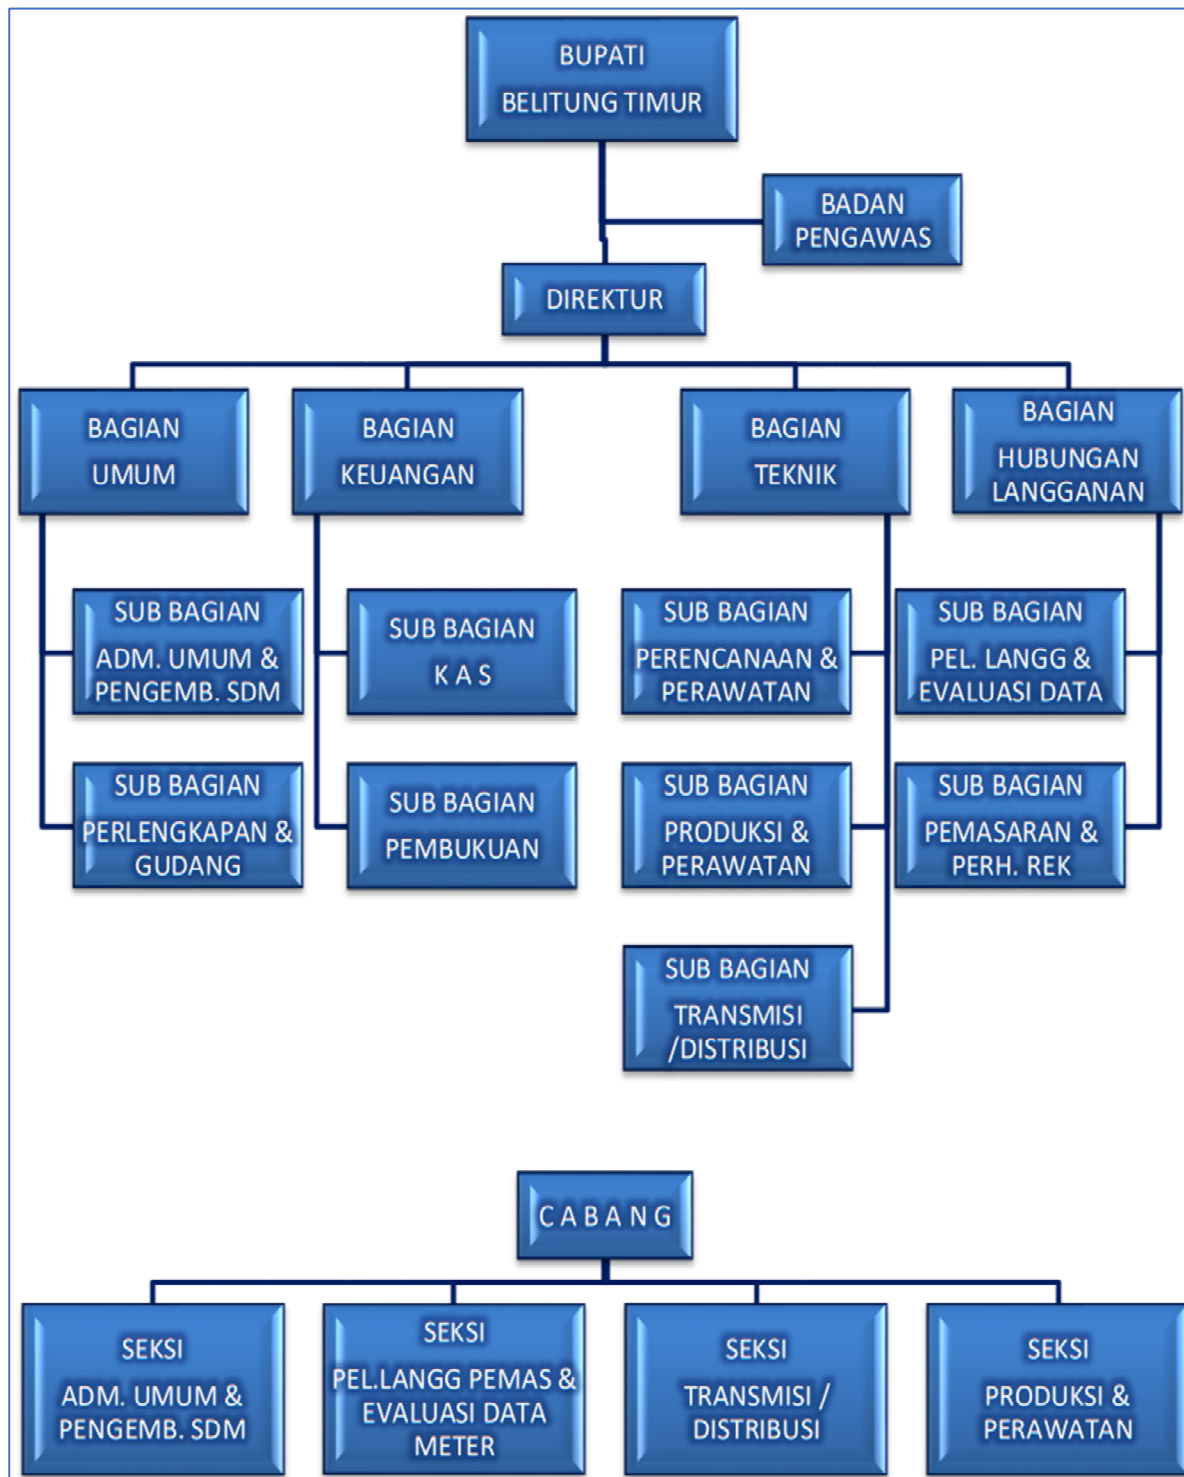 BUPATI
BELITUNG TIMUR
BADAN
PENGAWAS
DIREKTUR
BAGIAN
UMUM
BAGIAN
KEUANGAN
BAGIAN
TEKNIK
BAGIAN
HUBUNGAN
LANGGANAN
SUB BAGIAN
ADM. UMUM &
PENGEMB. SDM
SUB BAGIAN
K A S
SUB BAGIAN
PERENCANAAN &
PERAWATAN
SUB BAGIAN
PEL. LANGG &
EVALUASI DATA
SUB BAGIAN
PERLENGKAPAN &
GUDANG
SUB BAGIAN
PEMBUKUAN
SUB BAGIAN
PRODUKSI &
PERAWATAN
SUB BAGIAN
PEMASARAN &
PERH. REK
SUB BAGIAN
TRANSMISI
/DISTRIBUSI
C A B A N G
SEKSI
ADM. UMUM &
PENGEMB. SDM
SEKSI
PEL.LANGG PEMAS &
EVALUASI DATA
METER
SEKSI
TRANSMISI /
DISTRIBUSI
SEKSI
PRODUKSI &
PERAWATAN